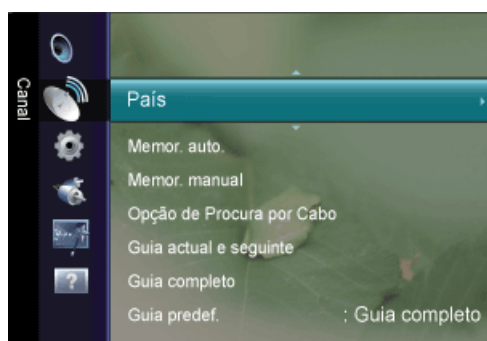 Canal
País
Memor. auto.
Memor. manual
Opção de Procura por Cabo
Guia actual e seguinte
Guia completo
Guia predef. : Guia completo
?